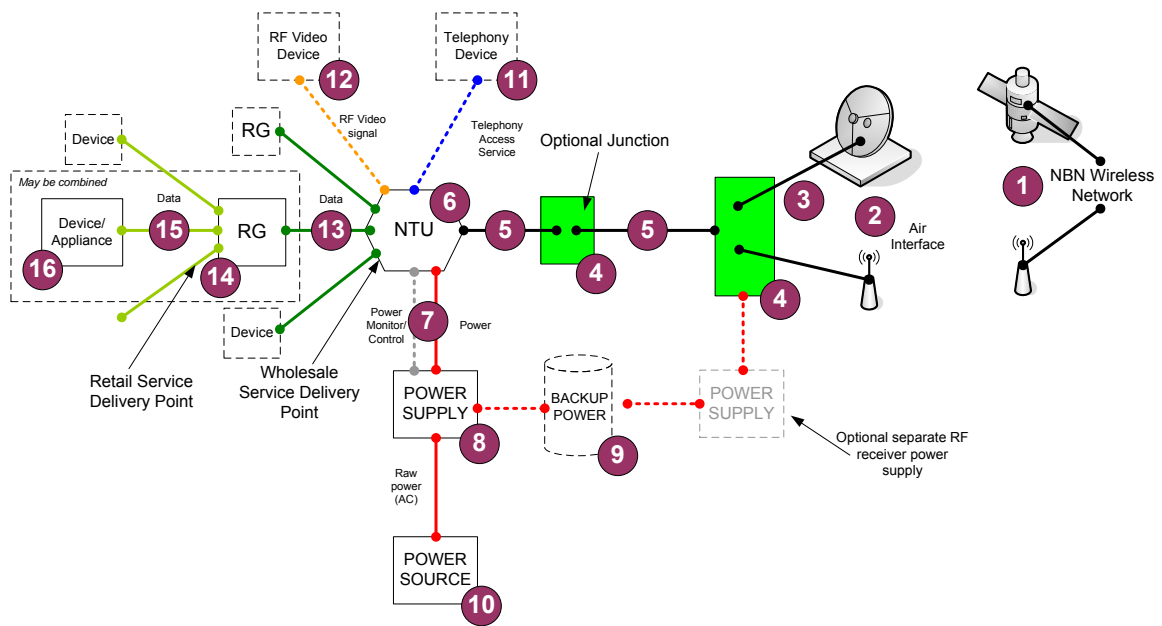 RF Video
Device
12
Telephony
Device
11
RF Video
signal
Telephony
Access
Service
Device
RG
Optional Junction
May be combined
Data
Data
Device/
Appliance
15
RG
13
NTU
6
5
5
3
2
Air
Interface
1
NBN Wireless
Network
16
14
4
4
Device
Power
Monitor/
Control
7
Power
Retail Service
Delivery Point
Wholesale
Service Delivery
Point
POWER
SUPPLY
8
BACKUP
POWER
9
POWER
SUPPLY
Optional separate RF
receiver power
supply
Raw
power
(AC)
POWER
SOURCE
10